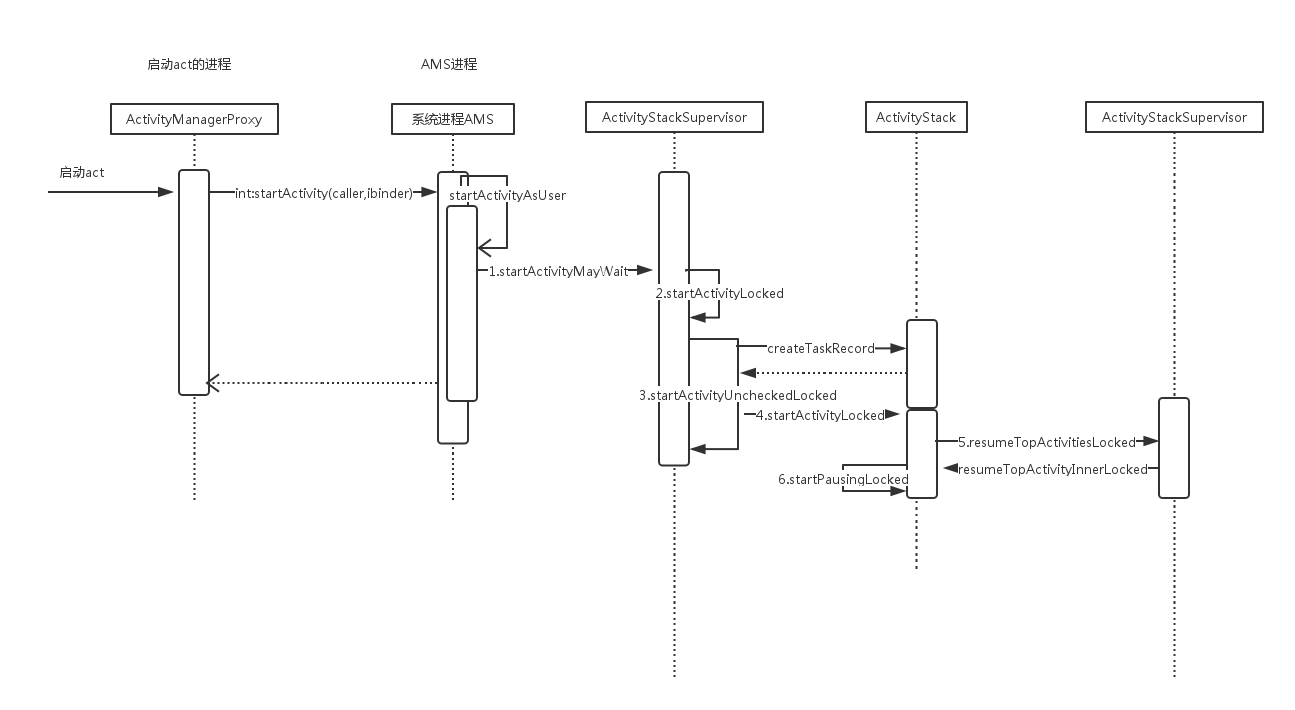 启动act的进程
AMS进程
ActivityManagerProxy
系统进程AMS
ActivityStackSupervisor
ActivityStack
ActivityStackSupervisor
启动act
int:startActivity(caller,ibinder)
startActivityAsUser
1.startActivityMayWait
2.startActivityLocked
createTaskRecord
3.startActivityUncheckedLocked
4.startActivityLocked
5.resumeTopActivitiesLocked
resumeTopActivityInnerLocked
6.startPausingLocked